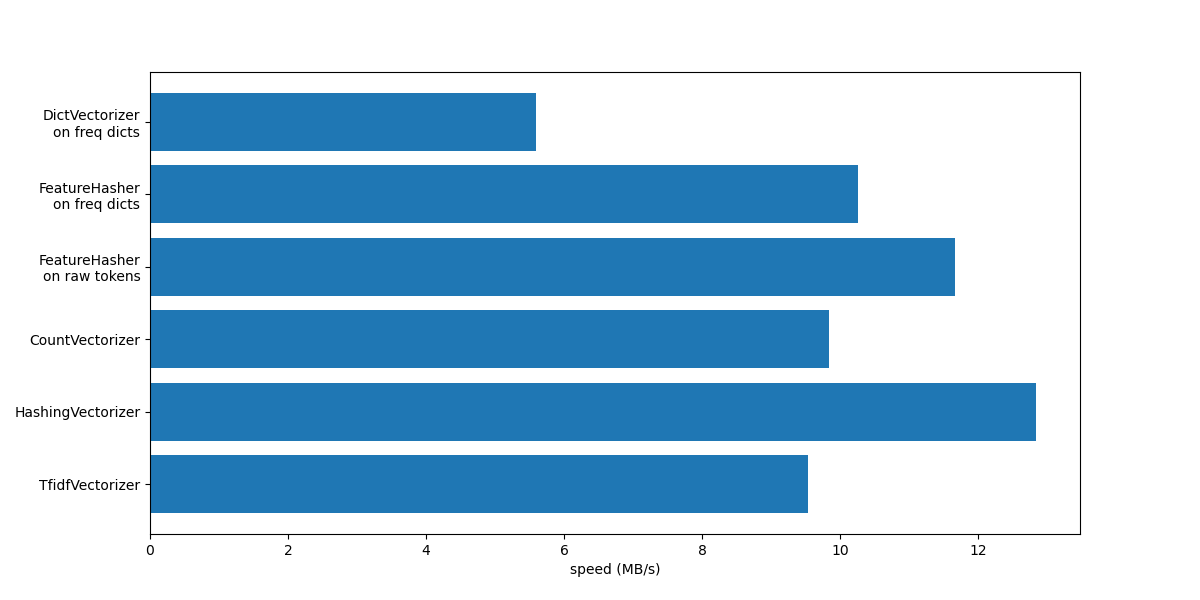 DictVectorizer
on freq dicts
FeatureHasher
on freq dicts
FeatureHasher
on raw tokens
CountVectorizer
HashingVectorizer
TfidfVectorizer
0 2 4 6 8 10 12
speed (MB/s)